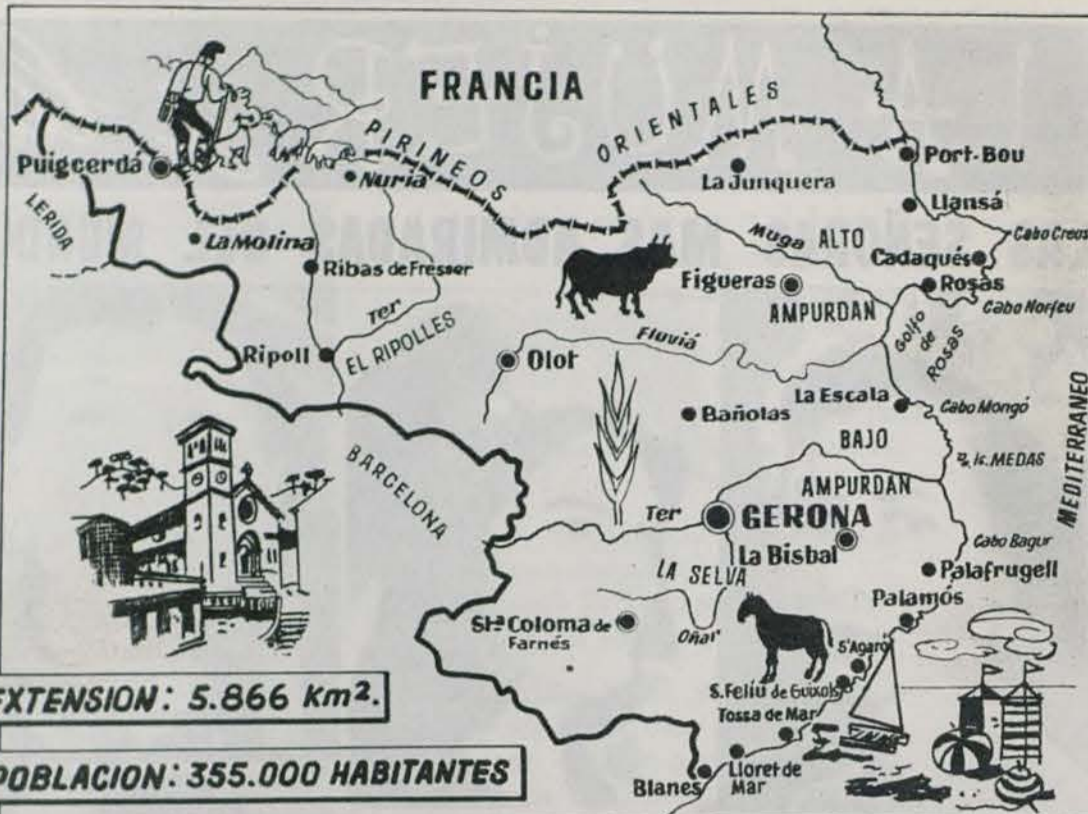 FRANCIA
PIRINEOS
ORIENTALES
Puigcerdá
Nuria
LERIDA
La Molina
Ribas de Fresser
Ter
Ripoll
EL RIPOLLES
La Junquera
Port-Bou
Llansá
Cabo Creos
Muga
ALTO
Cadaqués
Figueras
Rosas
AMPURDAN
Cabo Norfeu
Golfo
de
ROSAS
Fluviá
Olot
La Escala
Cabo Mongó
Bañolas
BAJO
is. MEDAS
MEDITERRANEO
BARCELONA
AMPURDAN
Ter
GERONA
La Bisbal
Cabo Bagur
Palafrugell
LA SELVA
Palamós
Sta Coloma de
Farnés
Oñar
S'Agaró
S. Feliu de Guixols
Tossa de Mar
Lloret de
Mar
Blanes
EXTENSION: 5.866 Km².
POBLACION: 355.000 HABITANTES